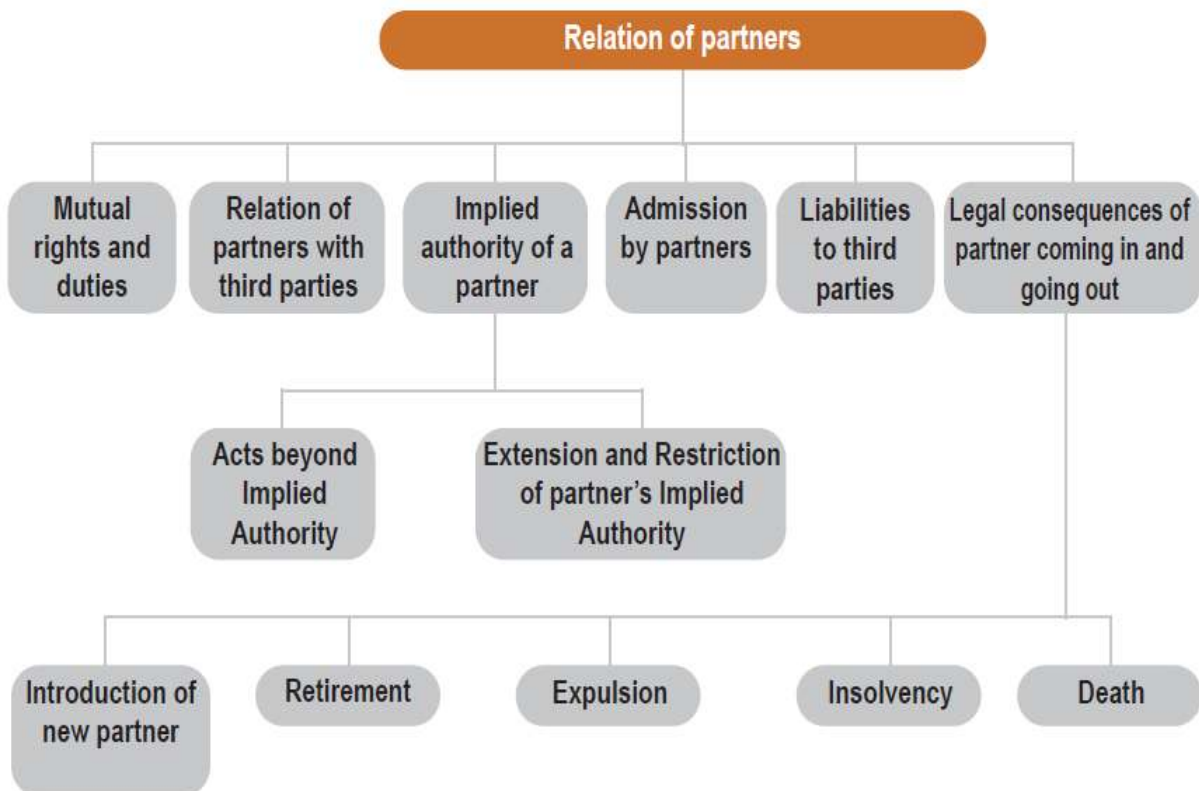 Relation of partners
Mutual
rights and
duties
Relation of
partners with
third parties
Implied
authority of a
partner
Admission
by partners
Liabilities
to third
parties
Legal consequences of
partner coming in and
going out
Acts beyond
Implied
Authority
Extension and Restriction
of partner’s Implied
Authority
Introduction of
new partner
Retirement
Expulsion
Insolvency
Death